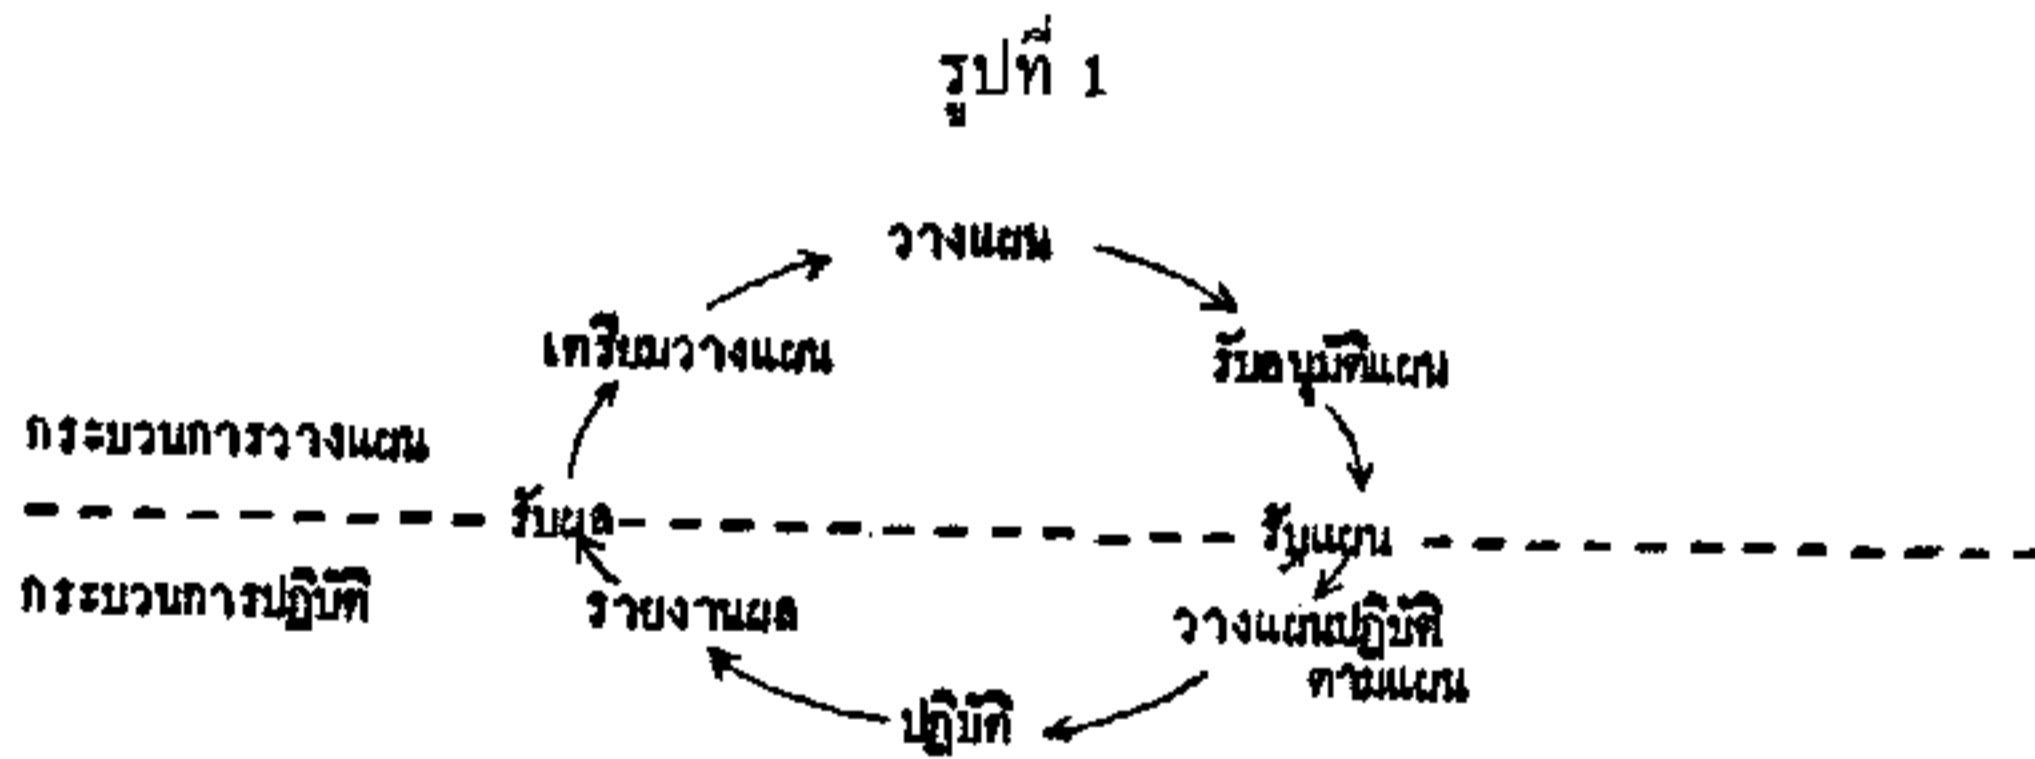 รูปที่ 1
วางแผน
เตรียมวางแผน
รับอนุมัติแผน
กระบวนการวางแผน
รับผล
รับแผน
กระบวนการปฏิบัติ
รายงานผล
วางแผนปฏิบัติ
ตามแผน
ปฏิบัติ